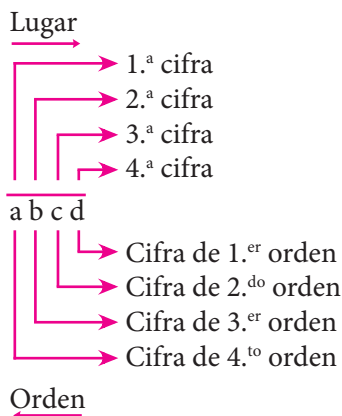 Lugar
1.ª cifra
2.ª cifra
3.ª cifra
4.ª cifra
a b c d
Cifra de 1.ᵉʳ orden
Cifra de 2.ᵈᵒ orden
Cifra de 3.ᵉʳ orden
Cifra de 4.ᵗᵒ orden
Orden